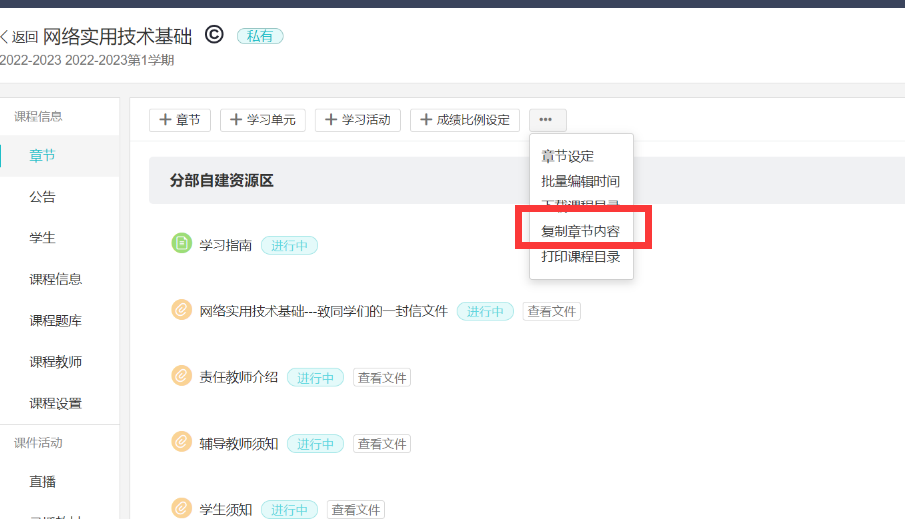 返回 网络实用技术基础 © 私有
2022-2023 2022-2023第1学期
课程信息
章节
公告
学生
课程信息
课程题库
课程教师
课程设置
课件活动
直播
章节 学习单元 学习活动 成绩比例设定 •••
章节设定
批量编辑时间
下载课程目录
复制章节内容
打印课程目录
分部自建资源区
学习指南 进行中
网络实用技术基础---致同学们的一封信文件 进行中 查看文件
责任教师介绍 进行中 查看文件
辅导教师须知 进行中 查看文件
学生须知 进行中 查看文件